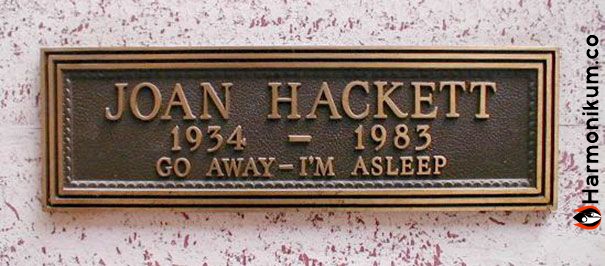 JOAN HACKETT
1934 – 1983
GO AWAY–I'M ASLEEP
Harmonikum.co